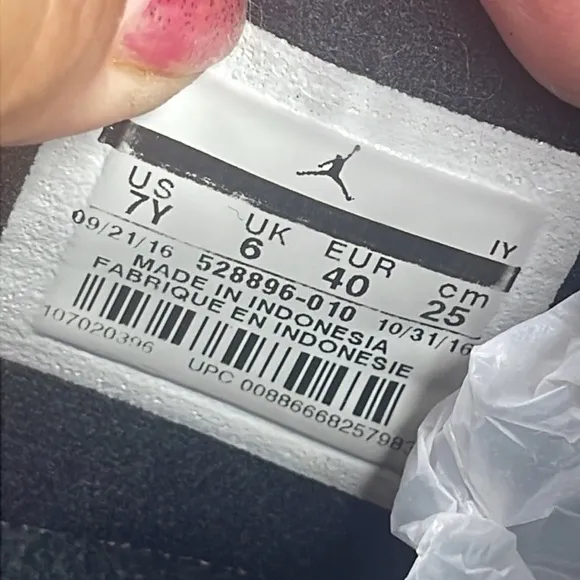 IY
US UK EUR cm
7Y 6 40 25
09/21/16 528896-010 10/31/16
MADE IN INDONESIA
FABRIQUE EN INDONESIE
107020396
UPC